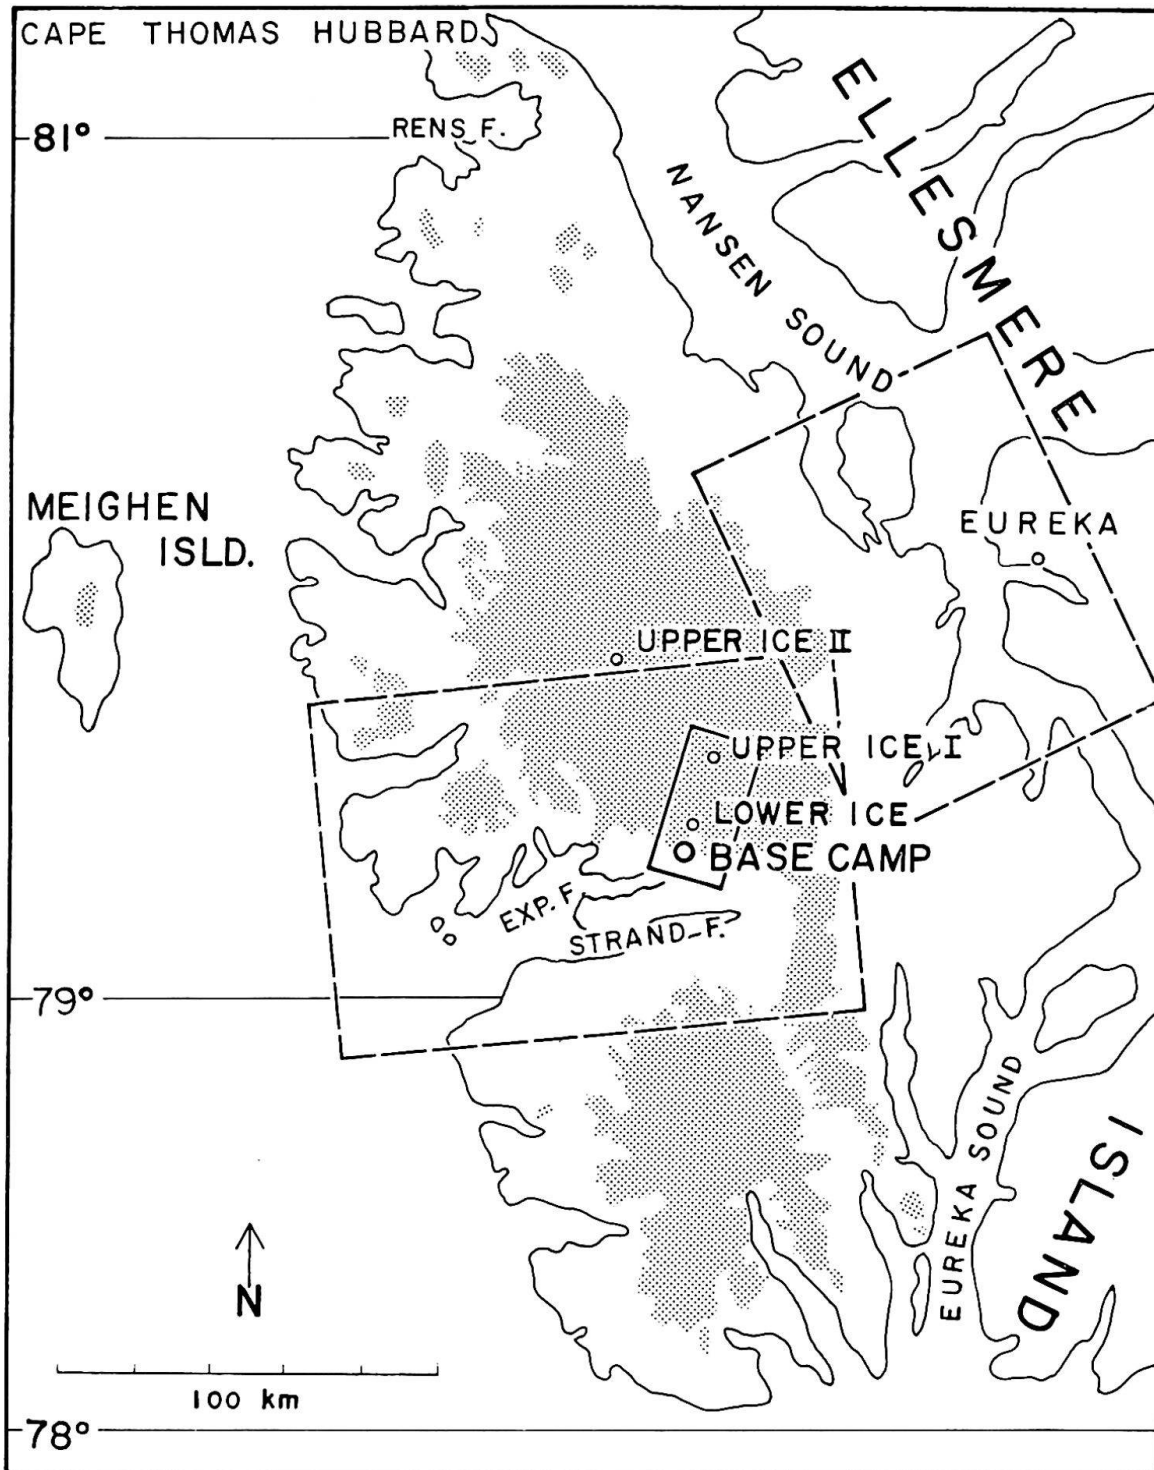 CAPE THOMAS HUBBARD
81°
RENS F.
ELLESMERE
NANSEN SOUND
MEIGHEN
ISLD.
EUREKA
UPPER ICE II
UPPER ICE I
LOWER ICE
BASE CAMP
EXP. F.
STRAND F.
79°
EUREKA SOUND
ISLAND
N
100 km
78°